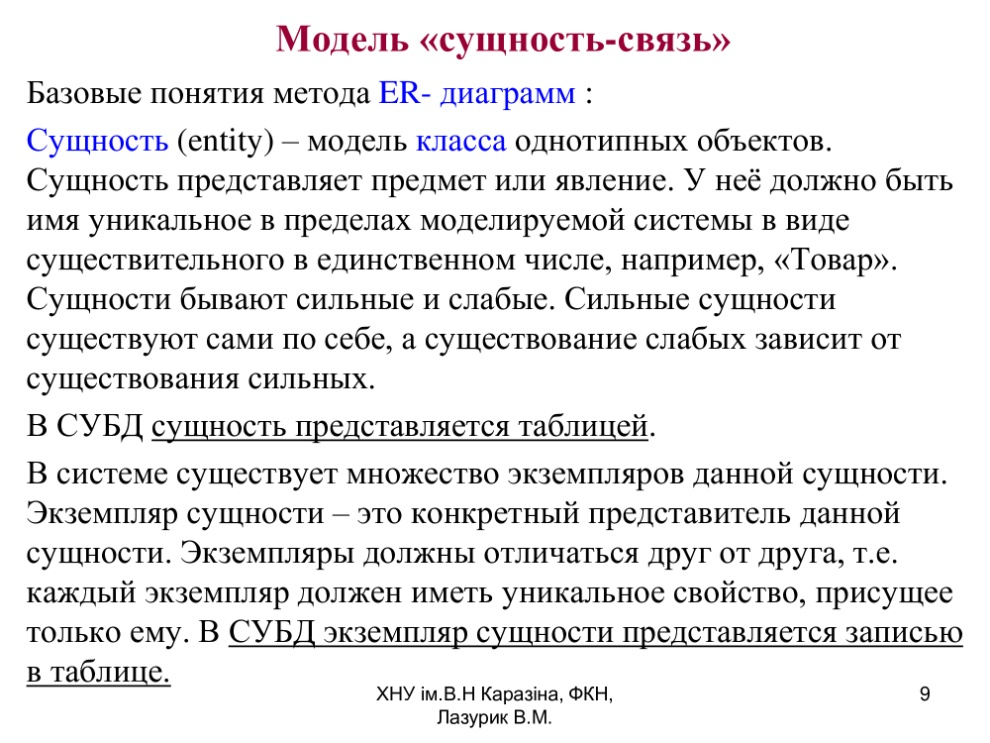 Модель «сущность-связь»
Базовые понятия метода ER- диаграмм :
Сущность (entity) – модель класса однотипных объектов.
Сущность представляет предмет или явление. У неё должно быть
имя уникальное в пределах моделируемой системы в виде
существительного в единственном числе, например, «Товар».
Сущности бывают сильные и слабые. Сильные сущности
существуют сами по себе, а существование слабых зависит от
существования сильных.
В СУБД сущность представляется таблицей.
В системе существует множество экземпляров данной сущности.
Экземпляр сущности – это конкретный представитель данной
сущности. Экземпляры должны отличаться друг от друга, т.е.
каждый экземпляр должен иметь уникальное свойство, присущее
только ему. В СУБД экземпляр сущности представляется записью
в таблице.
ХНУ ім.В.Н Каразіна, ФКН,
Лазурик В.М.
9